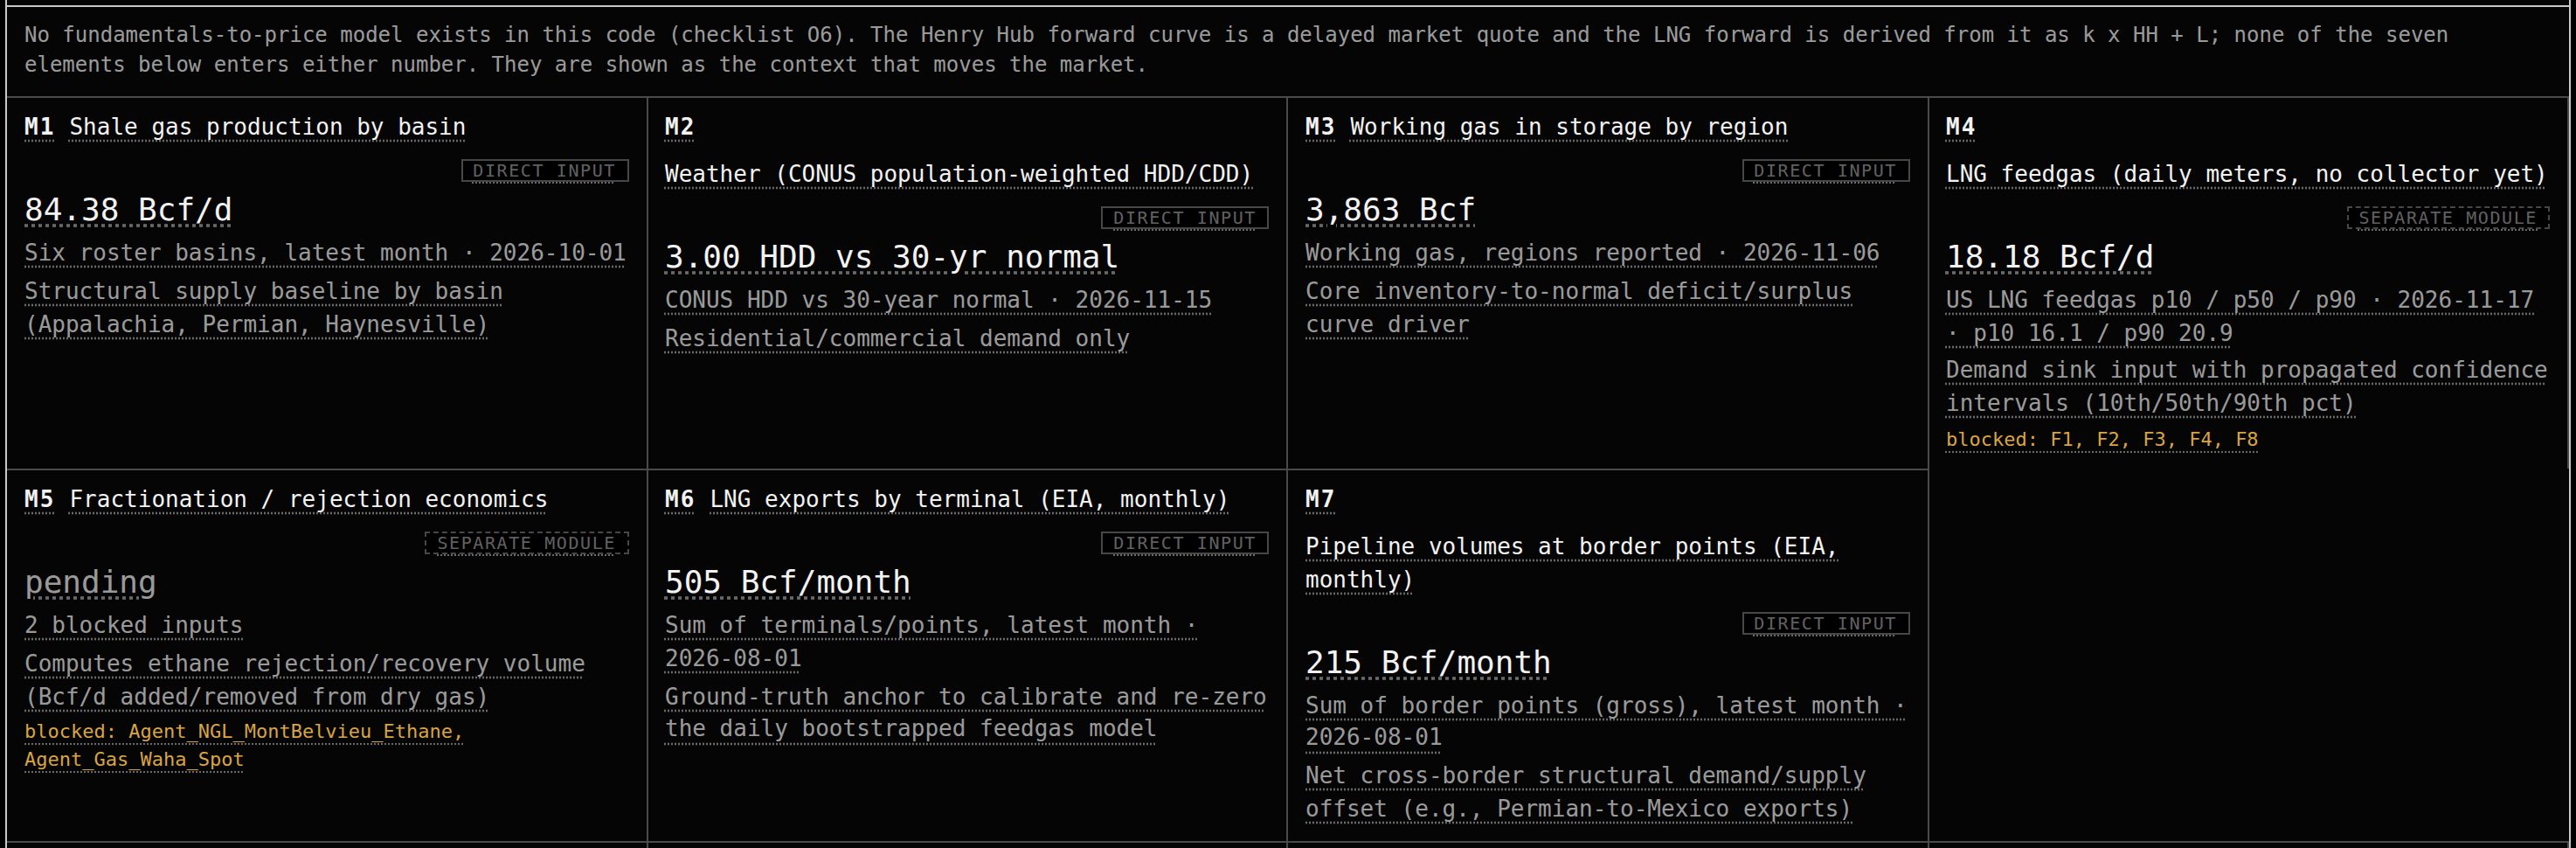 No fundamentals-to-price model exists in this code (checklist O6). The Henry Hub forward curve is a delayed market quote and the LNG forward is derived from it as k x HH + L; none of the seven
elements below enters either number. They are shown as the context that moves the market.
M1 Shale gas production by basin
DIRECT INPUT
84.38 Bcf/d
Six roster basins, latest month · 2026-10-01
Structural supply baseline by basin
(Appalachia, Permian, Haynesville)
M2
Weather (CONUS population-weighted HDD/CDD)
DIRECT INPUT
3.00 HDD vs 30-yr normal
CONUS HDD vs 30-year normal · 2026-11-15
Residential/commercial demand only
M3 Working gas in storage by region
DIRECT INPUT
3,863 Bcf
Working gas, regions reported · 2026-11-06
Core inventory-to-normal deficit/surplus
curve driver
M4
LNG feedgas (daily meters, no collector yet)
SEPARATE MODULE
18.18 Bcf/d
US LNG feedgas p10 / p50 / p90 · 2026-11-17
· p10 16.1 / p90 20.9
Demand sink input with propagated confidence
intervals (10th/50th/90th pct)
blocked: F1, F2, F3, F4, F8
M5 Fractionation / rejection economics
SEPARATE MODULE
pending
2 blocked inputs
Computes ethane rejection/recovery volume
(Bcf/d added/removed from dry gas)
blocked: Agent_NGL_MontBelvieu_Ethane,
Agent_Gas_Waha_Spot
M6 LNG exports by terminal (EIA, monthly)
DIRECT INPUT
505 Bcf/month
Sum of terminals/points, latest month ·
2026-08-01
Ground-truth anchor to calibrate and re-zero
the daily bootstrapped feedgas model
M7
Pipeline volumes at border points (EIA,
monthly)
DIRECT INPUT
215 Bcf/month
Sum of border points (gross), latest month ·
2026-08-01
Net cross-border structural demand/supply
offset (e.g., Permian-to-Mexico exports)